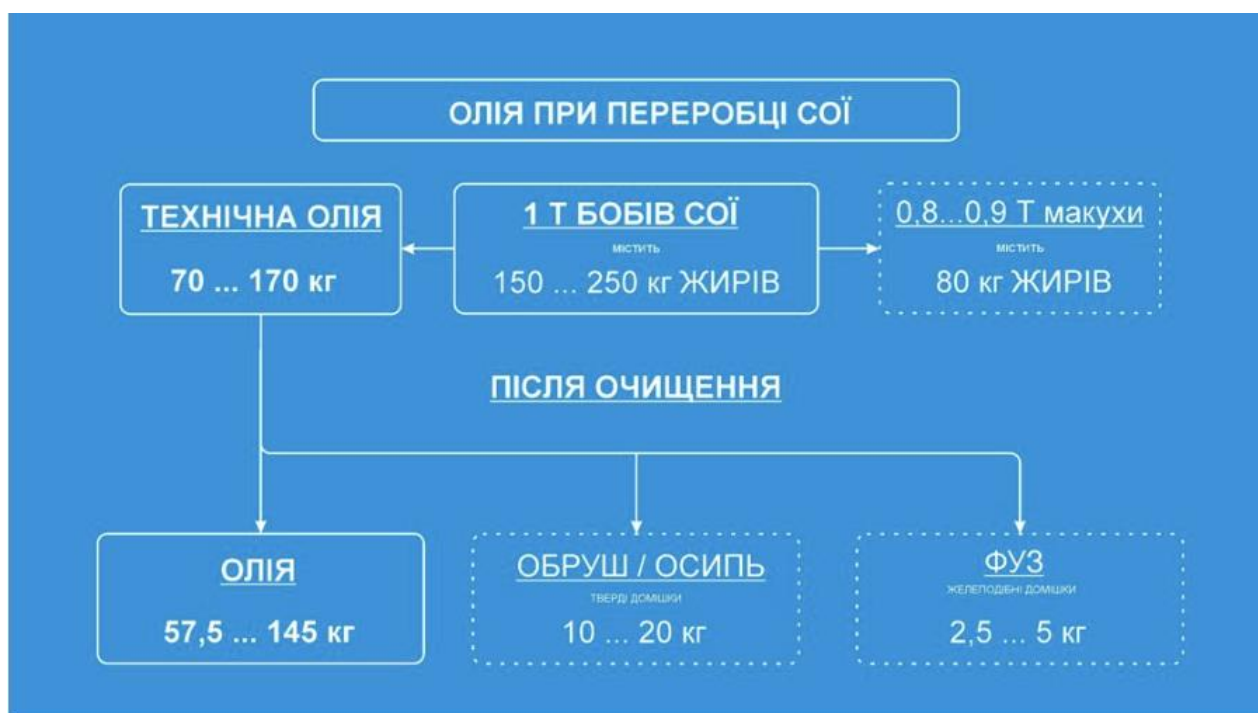 ОЛІЯ ПРИ ПЕРЕРОБЦІ СОЇ
ТЕХНІЧНА ОЛІЯ
70 ... 170 кг
1 Т БОБІВ СОЇ
МІСТИТЬ
150 ... 250 кг ЖИРІВ
0,8...0,9 Т макухи
МІСТИТЬ
80 кг ЖИРІВ
ПІСЛЯ ОЧИЩЕННЯ
ОЛІЯ
57,5 ... 145 кг
ОБРУШ / ОСИПЬ
ТВЕРДІ ДОМІШКИ
10 ... 20 кг
ФУЗ
ЖЕЛЕПОДІБНІ ДОМІШКИ
2,5 ... 5 кг